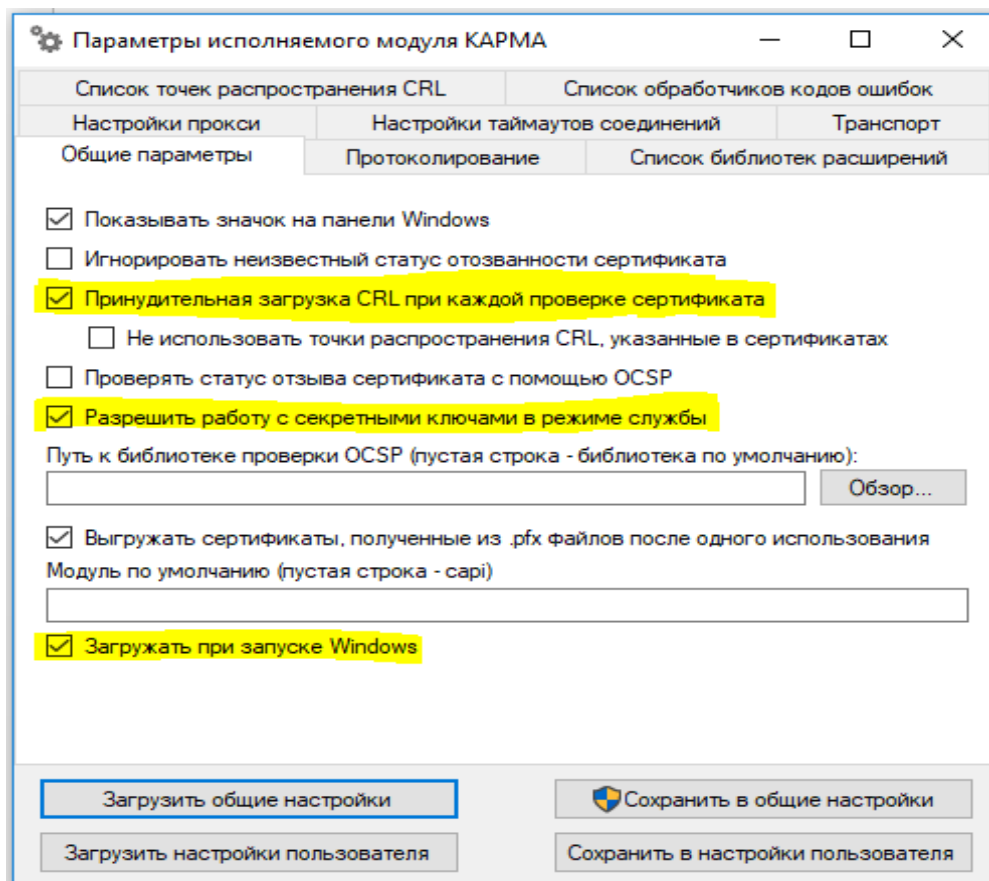 Параметры исполняемого модуля КАРМА
Список точек распространения CRL
Список обработчиков кодов ошибок
Настройки прокси
Настройки таймаутов соединений
Транспорт
Общие параметры
Протоколирование
Список библиотек расширений
Показывать значок на панели Windows
Игнорировать неизвестный статус отозванности сертификата
Принудительная загрузка CRL при каждой проверке сертификата
Не использовать точки распространения CRL, указанные в сертификатах
Проверять статус отзыва сертификата с помощью OCSP
Разрешить работу с секретными ключами в режиме службы
Путь к библиотеке проверки OCSP (пустая строка - библиотека по умолчанию):
Обзор...
Выгружать сертификаты, полученные из .pfx файлов после одного использования
Модуль по умолчанию (пустая строка - capi)
Загружать при запуске Windows
Загрузить общие настройки
Сохранить в общие настройки
Загрузить настройки пользователя
Сохранить в настройки пользователя